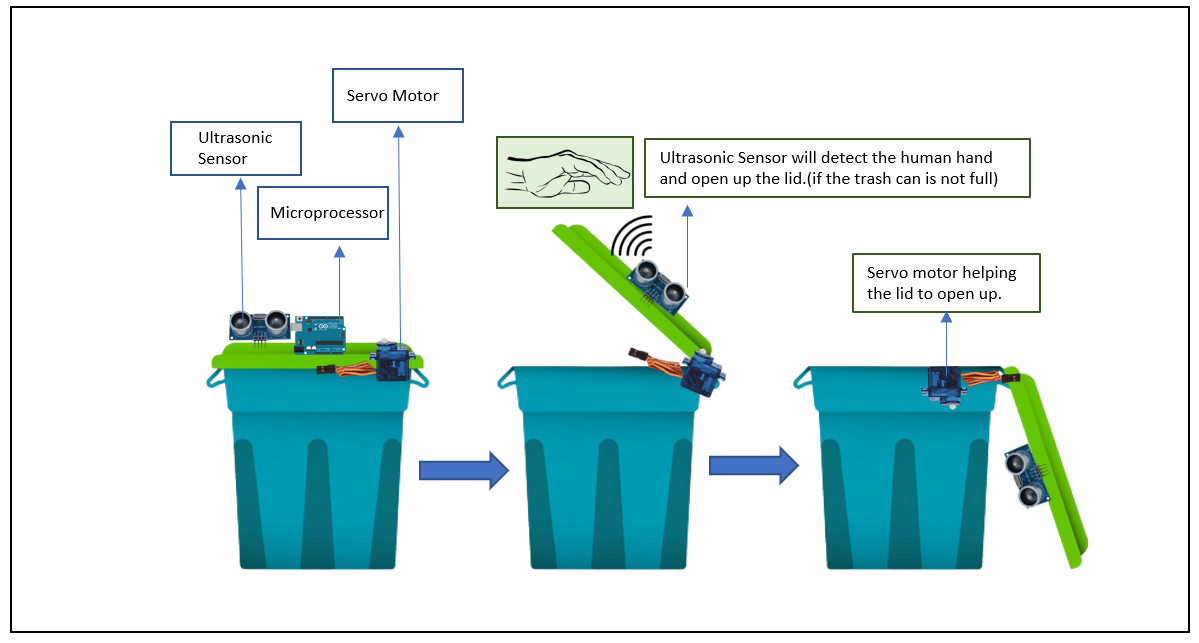 Servo Motor
Ultrasonic
Sensor
Microprocessor
Ultrasonic Sensor will detect the human hand
and open up the lid.(if the trash can is not full)
Servo motor helping
the lid to open up.